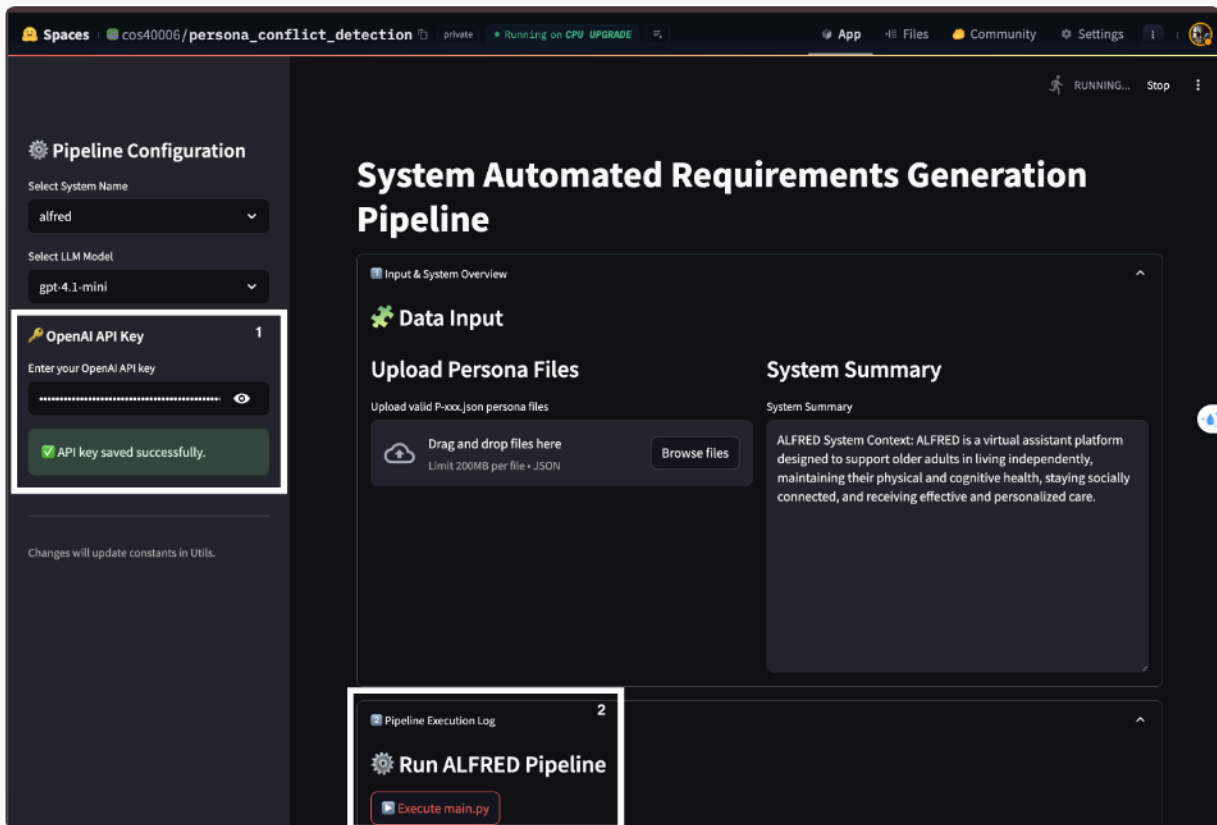 Spaces cos40006/persona_conflict_detection private • Running on CPU UPGRADE App Files Community Settings
RUNNING... Stop
Pipeline Configuration
Select System Name
alfred
Select LLM Model
gpt-4.1-mini
OpenAI API Key 1
Enter your OpenAI API key
API key saved successfully.
Changes will update constants in Utils.
System Automated Requirements Generation
Pipeline
1 Input & System Overview
Data Input
Upload Persona Files
Upload valid P-xxx.json persona files
Drag and drop files here
Limit 200MB per file • JSON
Browse files
System Summary
System Summary
ALFRED System Context: ALFRED is a virtual assistant platform
designed to support older adults in living independently,
maintaining their physical and cognitive health, staying socially
connected, and receiving effective and personalized care.
2 Pipeline Execution Log 2
Run ALFRED Pipeline
Execute main.py